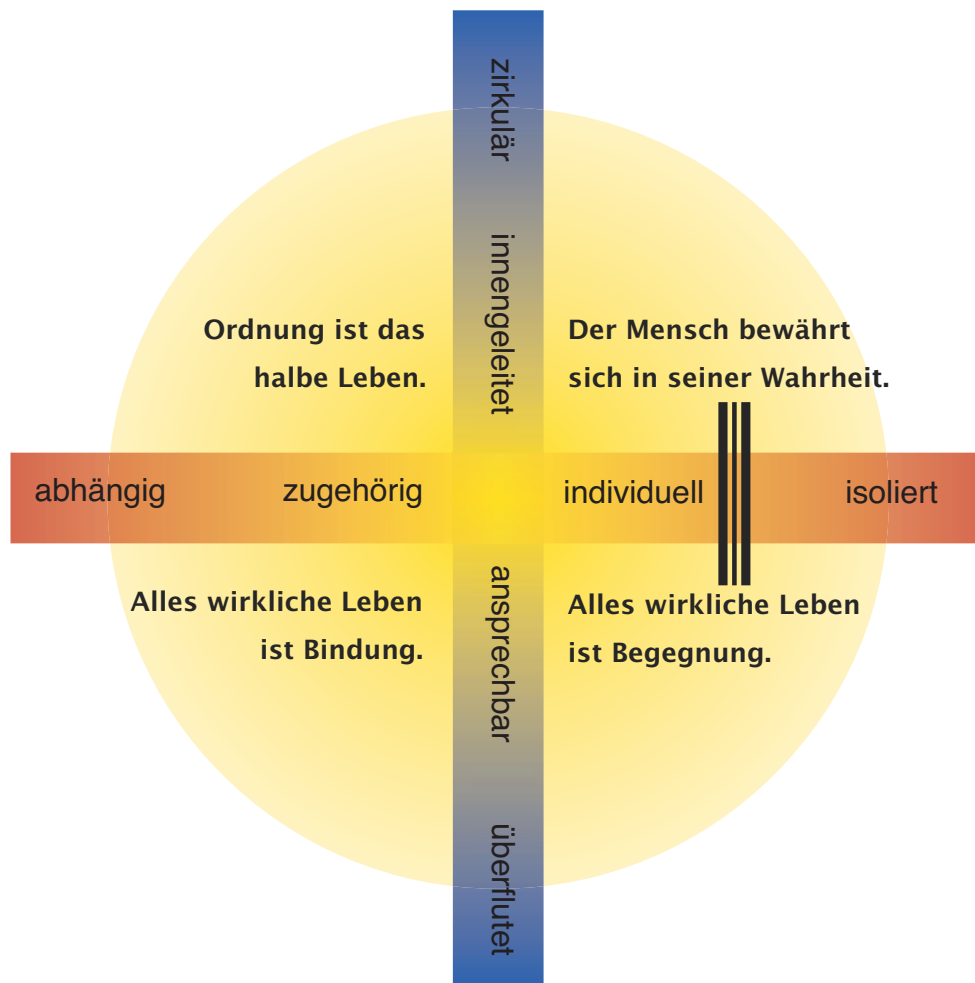 zirkulär
innengeleitet
Ordnung ist das
halbe Leben.
Der Mensch bewährt
sich in seiner Wahrheit.
abhängig
zugehörig
individuell
isoliert
Alles wirkliche Leben
ist Bindung.
ansprechbar
Alles wirkliche Leben
ist Begegnung.
überflutet